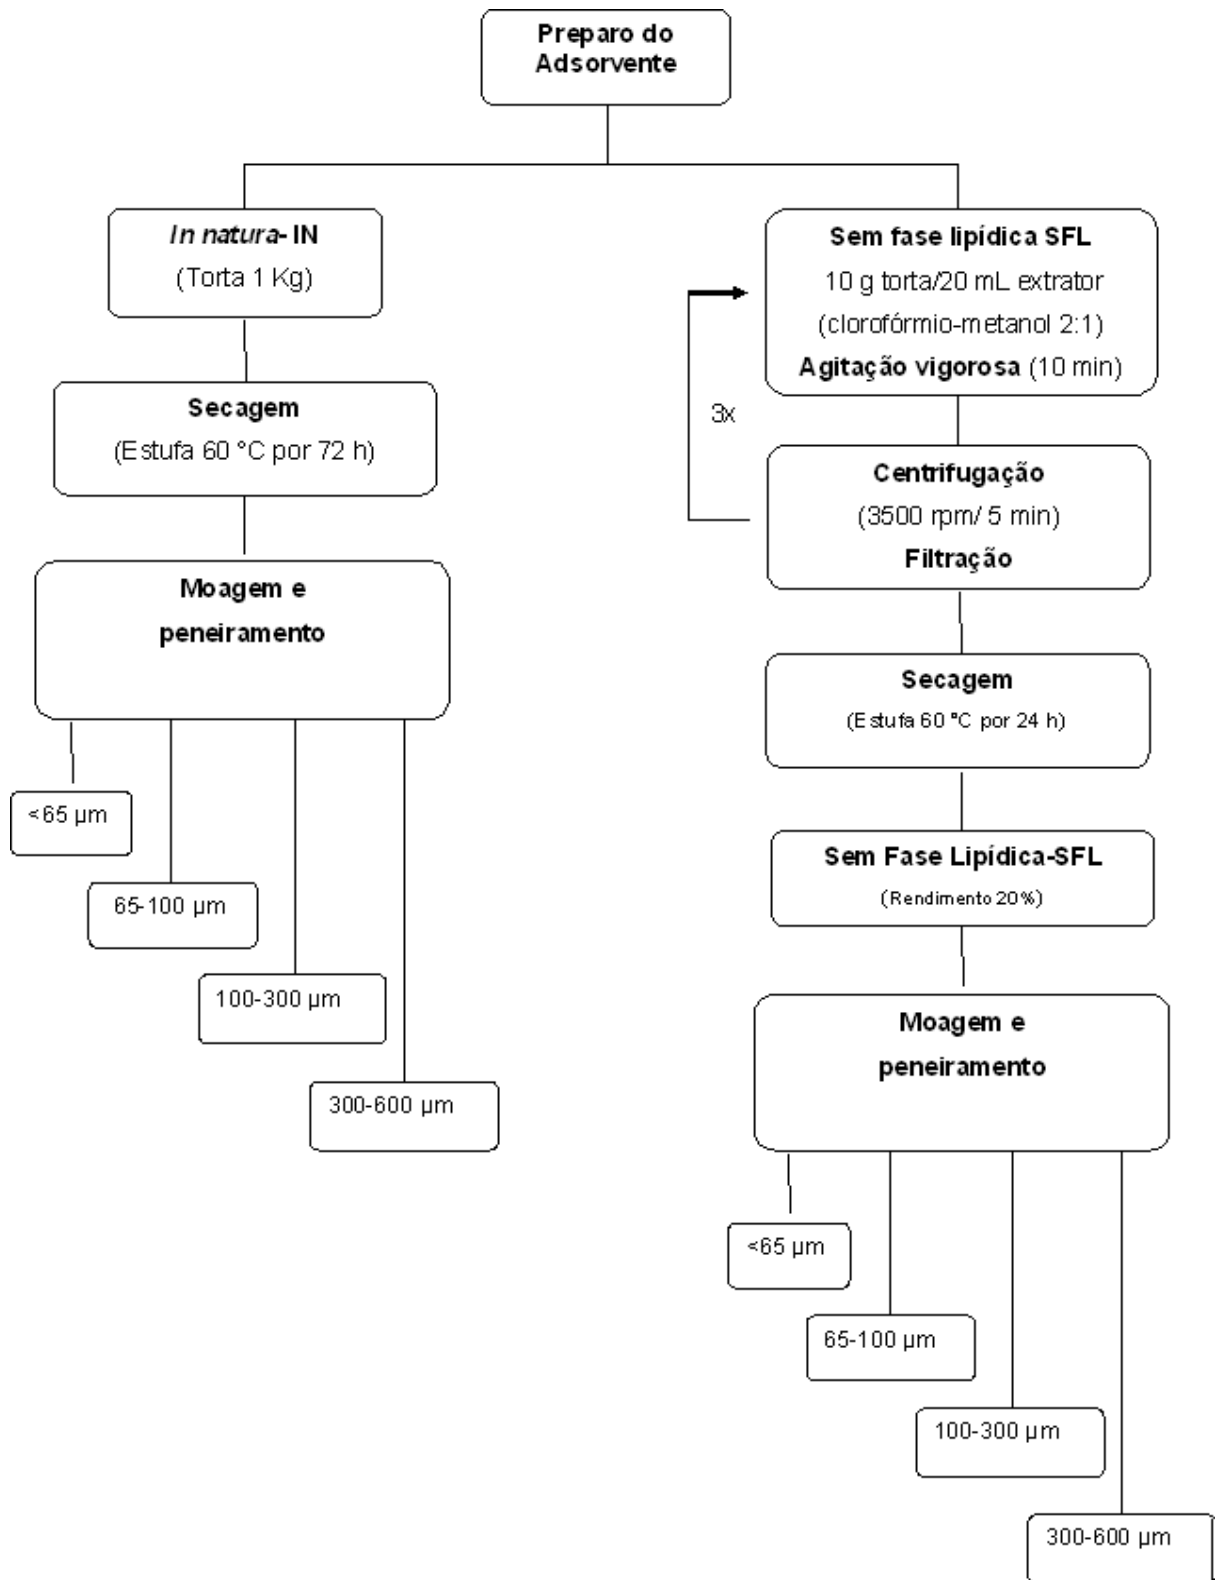 Preparo do
Adsorvente
In natura- IN
(Torta 1 Kg)
Secagem
(Estufa 60 °C por 72 h)
Moagem e
peneiramento
<65 µm
65-100 µm
100-300 µm
300-600 µm
Sem fase lipídica SFL
10 g torta/20 mL extrator
(clorofórmio-metanol 2:1)
Agitação vigorosa (10 min)
3x
Centrifugação
(3500 rpm/ 5 min)
Filtração
Secagem
(Estufa 60 °C por 24 h)
Sem Fase Lipídica-SFL
(Rendimento 20%)
Moagem e
peneiramento
<65 µm
65-100 µm
100-300 µm
300-600 µm